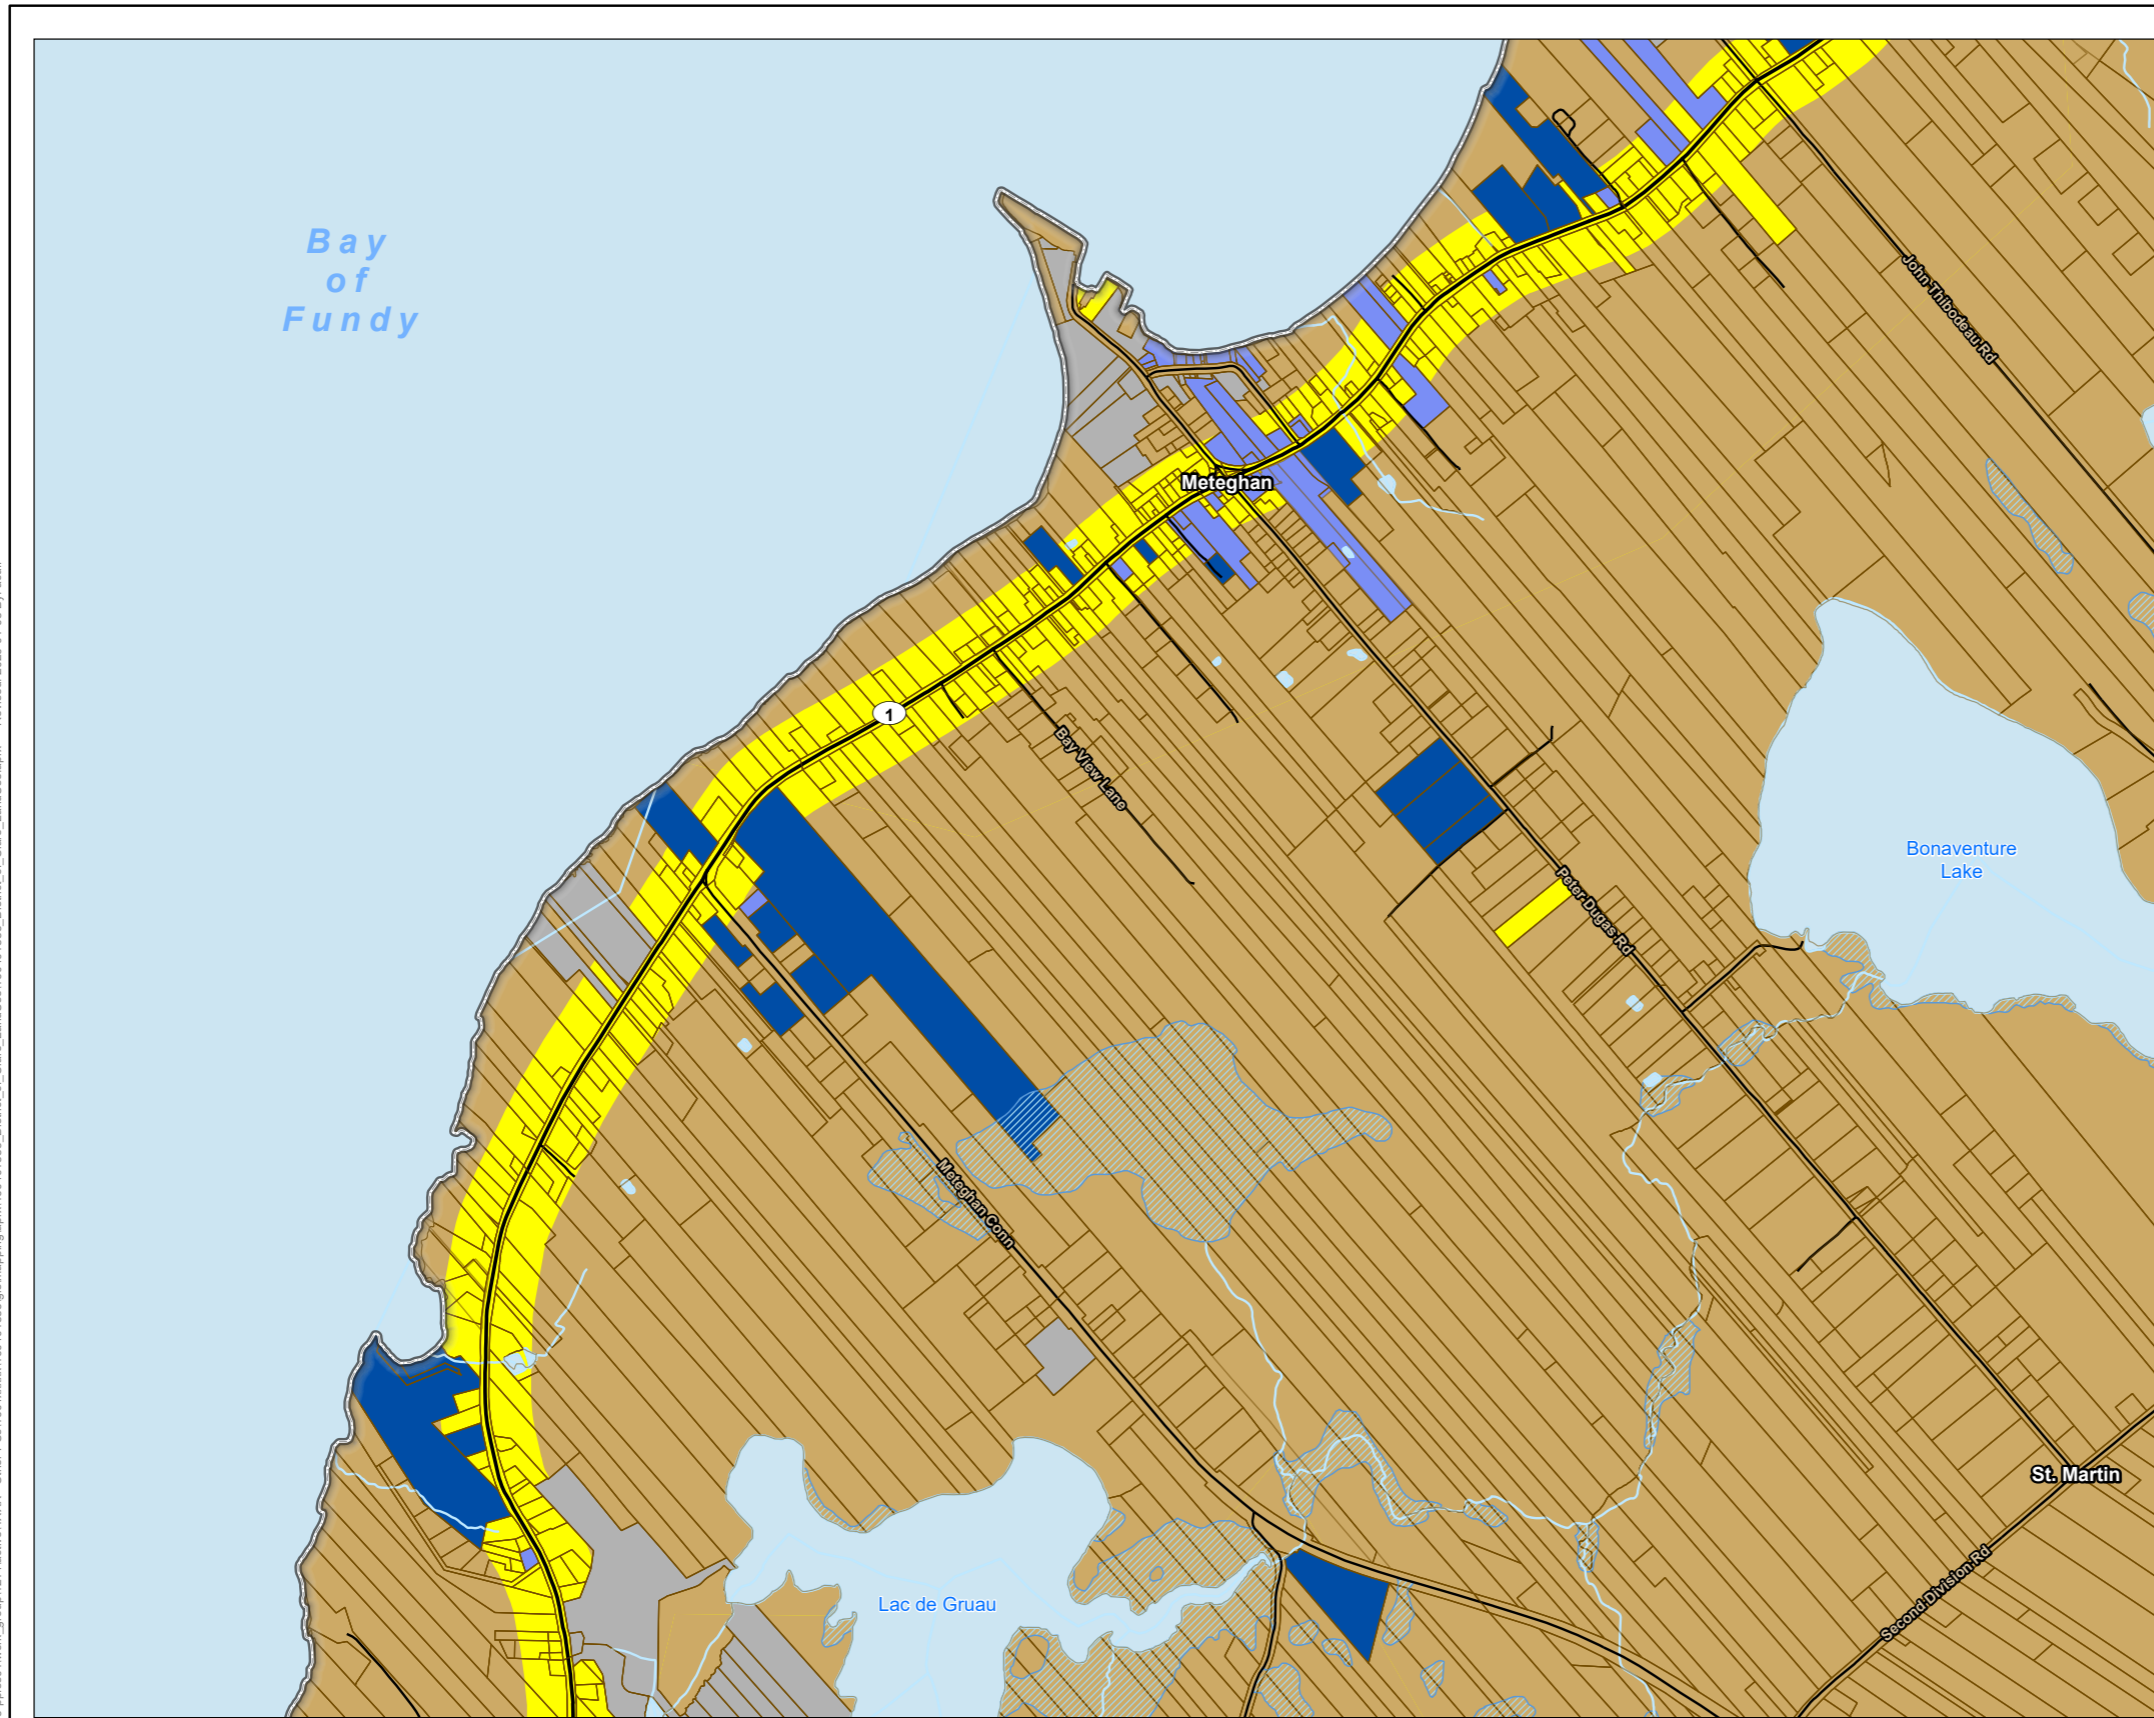 Bay
of
Fundy
John Thibodeau Rd
Meteghan
1
Bay View Lane
Bonaventure
Lake
Peter Dugas Rd
Meteghan Conn
St. Martin
Second Division Rd
Lac de Gruau